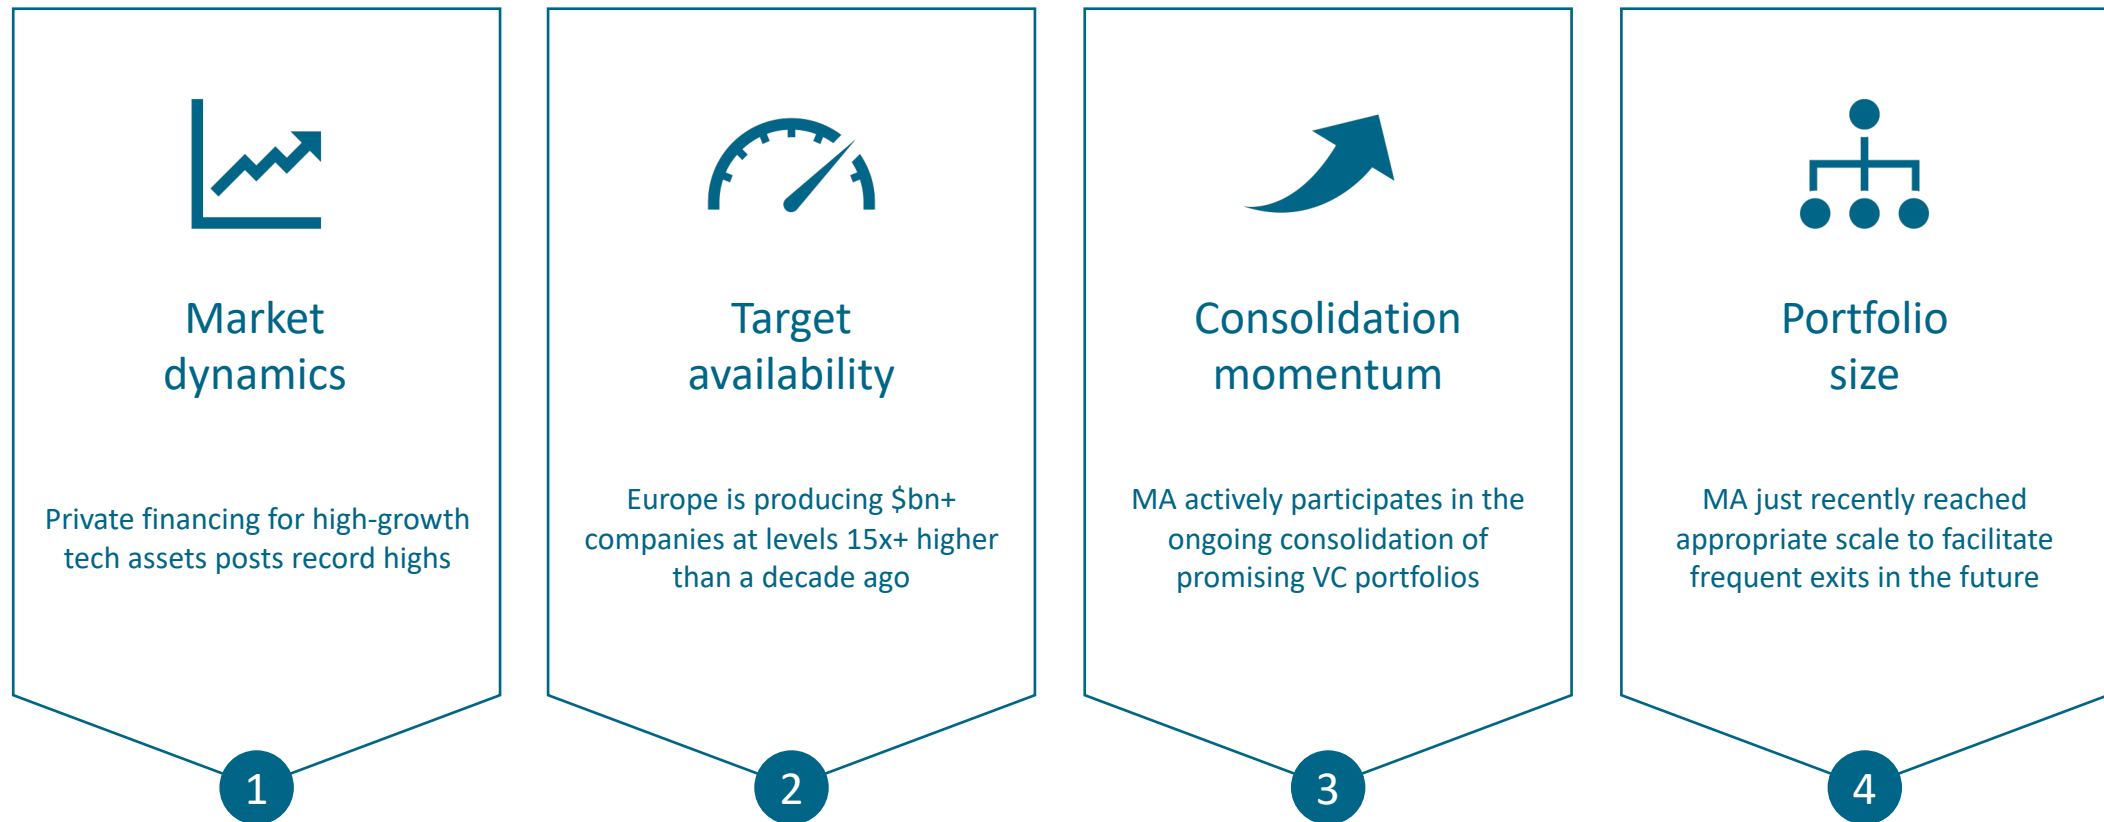 Market
dynamics
Private financing for high-growth
tech assets posts record highs
1
Target
availability
Europe is producing $bn+
companies at levels 15x+ higher
than a decade ago
2
Consolidation
momentum
MA actively participates in the
ongoing consolidation of
promising VC portfolios
3
Portfolio
size
MA just recently reached
appropriate scale to facilitate
frequent exits in the future
4